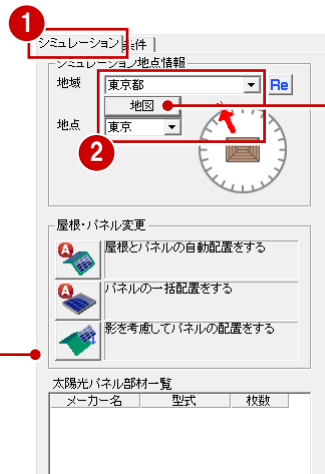 1
シミュレーション 条件
シミュレーション地点情報
地域 東京都 Re
地図
地点 東京
2
屋根・パネル変更
A 屋根とパネルの自動配置をする
A パネルの一括配置をする
影を考慮してパネルの配置をする
太陽光パネル部材一覧
メーカー名 型式 枚数